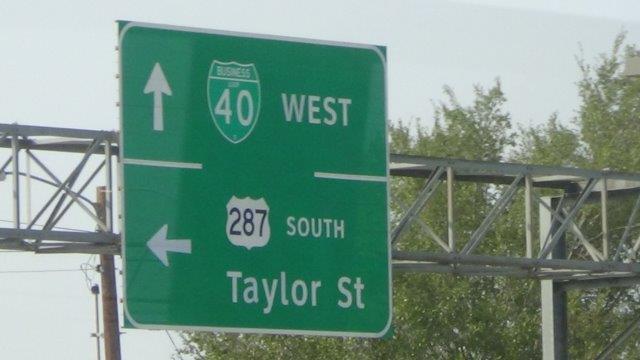 BUSINESS
LOOP
40 WEST
287 SOUTH
Taylor St